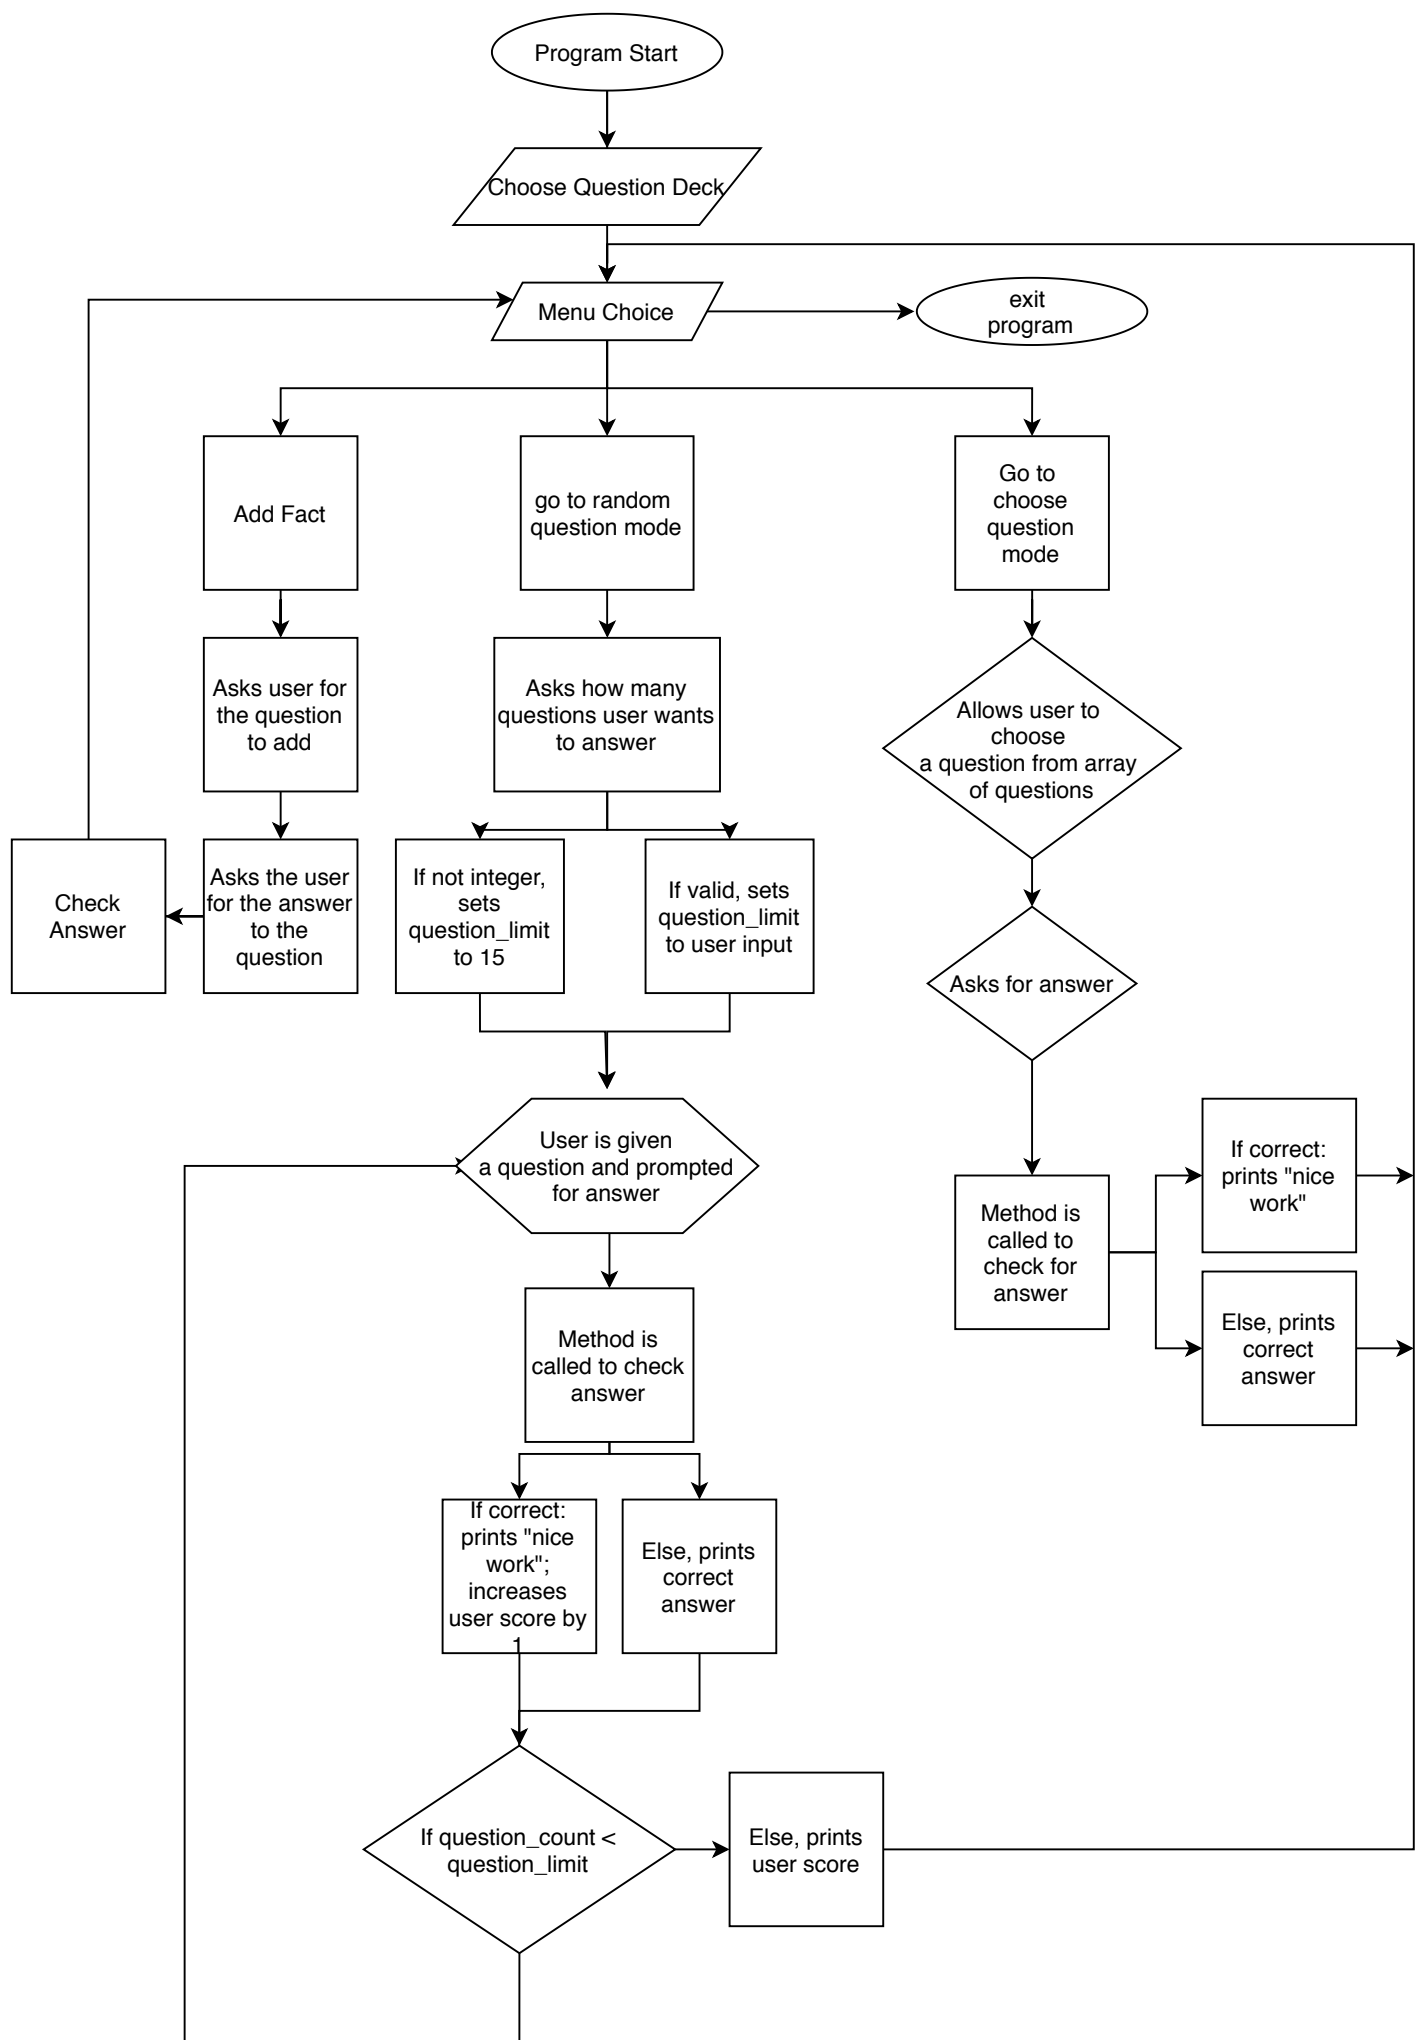 Program Start
Choose Question Deck
Menu Choice
exit
program
Add Fact
go to random
question mode
Go to
choose
question
mode
Asks user for
the question
to add
Asks how many
questions user wants
to answer
Allows user to
choose
a question from array
of questions
Check
Answer
Asks the user
for the answer
to the
question
If not integer,
sets
question_limit
to 15
If valid, sets
question_limit
to user input
Asks for answer
User is given
a question and prompted
for answer
Method is
called to
check for
answer
If correct:
prints "nice
work"
Else, prints
correct
answer
Method is
called to check
answer
If correct:
prints "nice
work";
increases
user score by
1
Else, prints
correct
answer
If question_count <
question_limit
Else, prints
user score